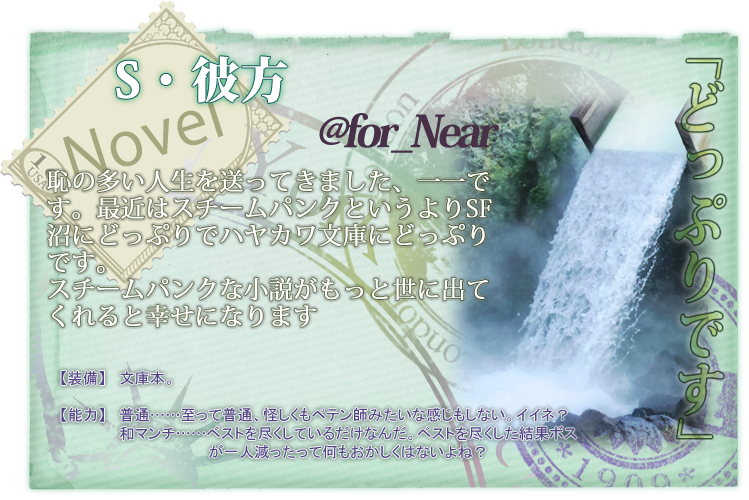 S・彼方
@for_Near
Novel
1
USA
London
恥の多い人生を送ってきました、一一で
す。最近はスチームパンクというよりSF
沼にどっぷりでハヤカワ文庫にどっぷり
です。
スチームパンクな小説がもっと世に出て
くれると幸せになります
「どっぷりです」
【装備】 文庫本。
【能力】 普通……至って普通、怪しくもペテン師みたいな感じもしない。イイネ？
和マンチ……ベストを尽くしているだけなんだ。ベストを尽くした結果ボス
が一人減ったって何もおかしくはないよね？
1909